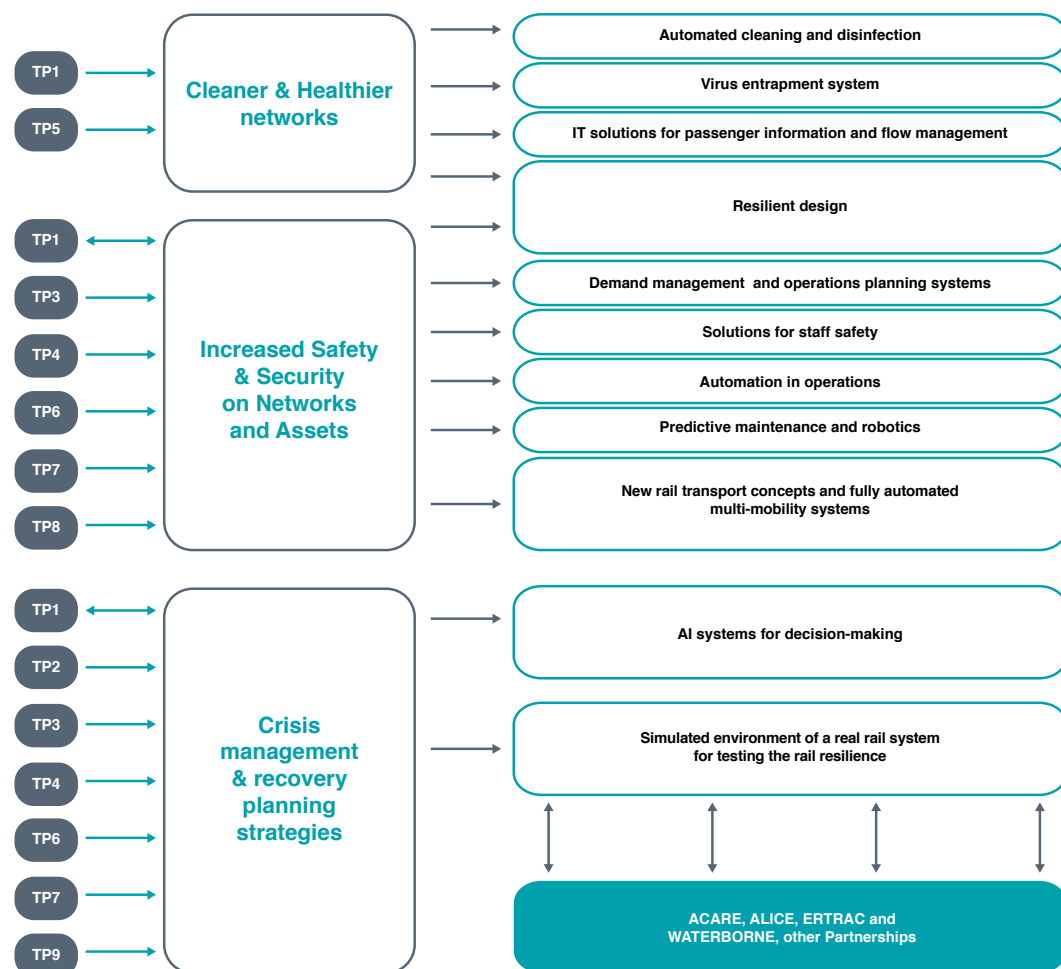 TP1
TP5
Cleaner & Healthier
networks
Automated cleaning and disinfection
Virus entrapment system
IT solutions for passenger information and flow management
Resilient design
TP1
TP3
TP4
TP6
TP7
TP8
Increased Safety
& Security
on Networks
and Assets
Demand management and operations planning systems
Solutions for staff safety
Automation in operations
Predictive maintenance and robotics
New rail transport concepts and fully automated
multi-mobility systems
TP1
TP2
TP3
TP4
TP6
TP7
TP9
Crisis
management
& recovery
planning
strategies
AI systems for decision-making
Simulated environment of a real rail system
for testing the rail resilience
ACARE, ALICE, ERTRAC and
WATERBORNE, other Partnerships